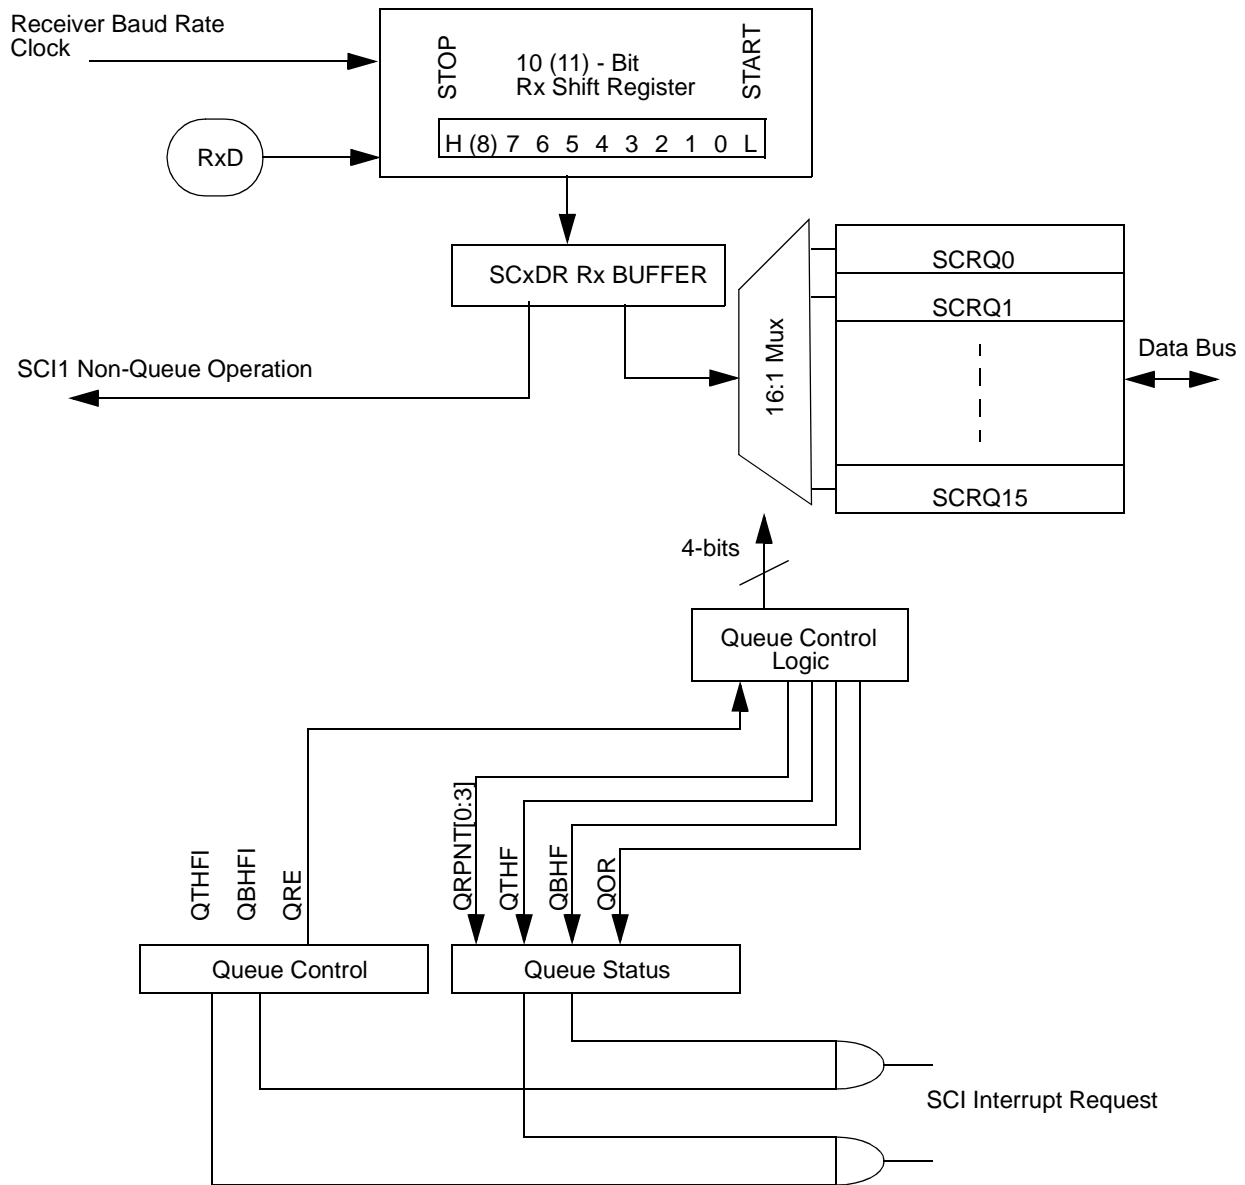 Receiver Baud Rate
Clock
STOP
10 (11) - Bit
Rx Shift Register
START
H (8) 7 6 5 4 3 2 1 0 L
RxD
SCxDR Rx BUFFER
SCI1 Non-Queue Operation
16:1 Mux
SCRQ0
SCRQ1
SCRQ15
Data Bus
4-bits
Queue Control
Logic
QTHFI
QBHFI
QRE
QRPNT[0:3]
QTHF
QBHF
QOR
Queue Control
Queue Status
SCI Interrupt Request